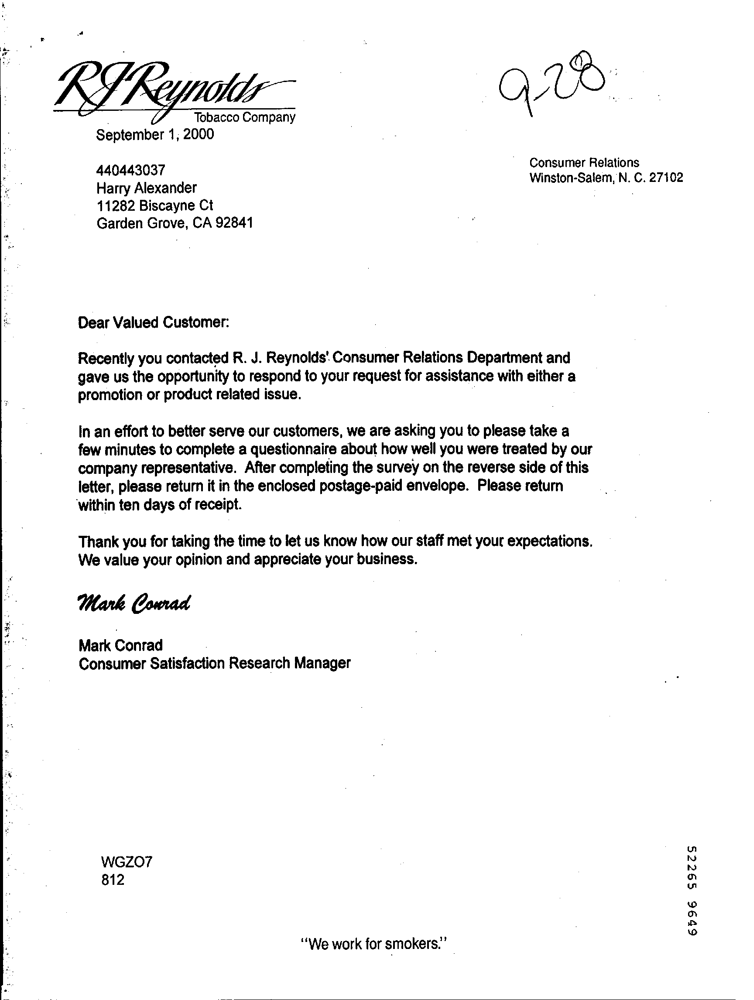 RJReynolds
Tobacco Company
9-28
September 1, 2000
Consumer Relations
Winston-Salem, N. C. 27102
440443037
Harry Alexander
11282 Biscayne Ct
Garden Grove, CA 92841
Dear Valued Customer:
Recently you contacted R. J. Reynolds' Consumer Relations Department and
gave us the opportunity to respond to your request for assistance with either a
promotion or product related issue.
In an effort to better serve our customers, we are asking you to please take a
few minutes to complete a questionnaire about how well you were treated by our
company representative.  After completing the survey on the reverse side of this
letter, please return it in the enclosed postage-paid envelope.  Please return
within ten days of receipt.
Thank you for taking the time to let us know how our staff met your expectations.
We value your opinion and appreciate your business.
Mark Conrad
Mark Conrad
Consumer Satisfaction Research Manager
WGZO7
812
52265 9649
"We work for smokers."